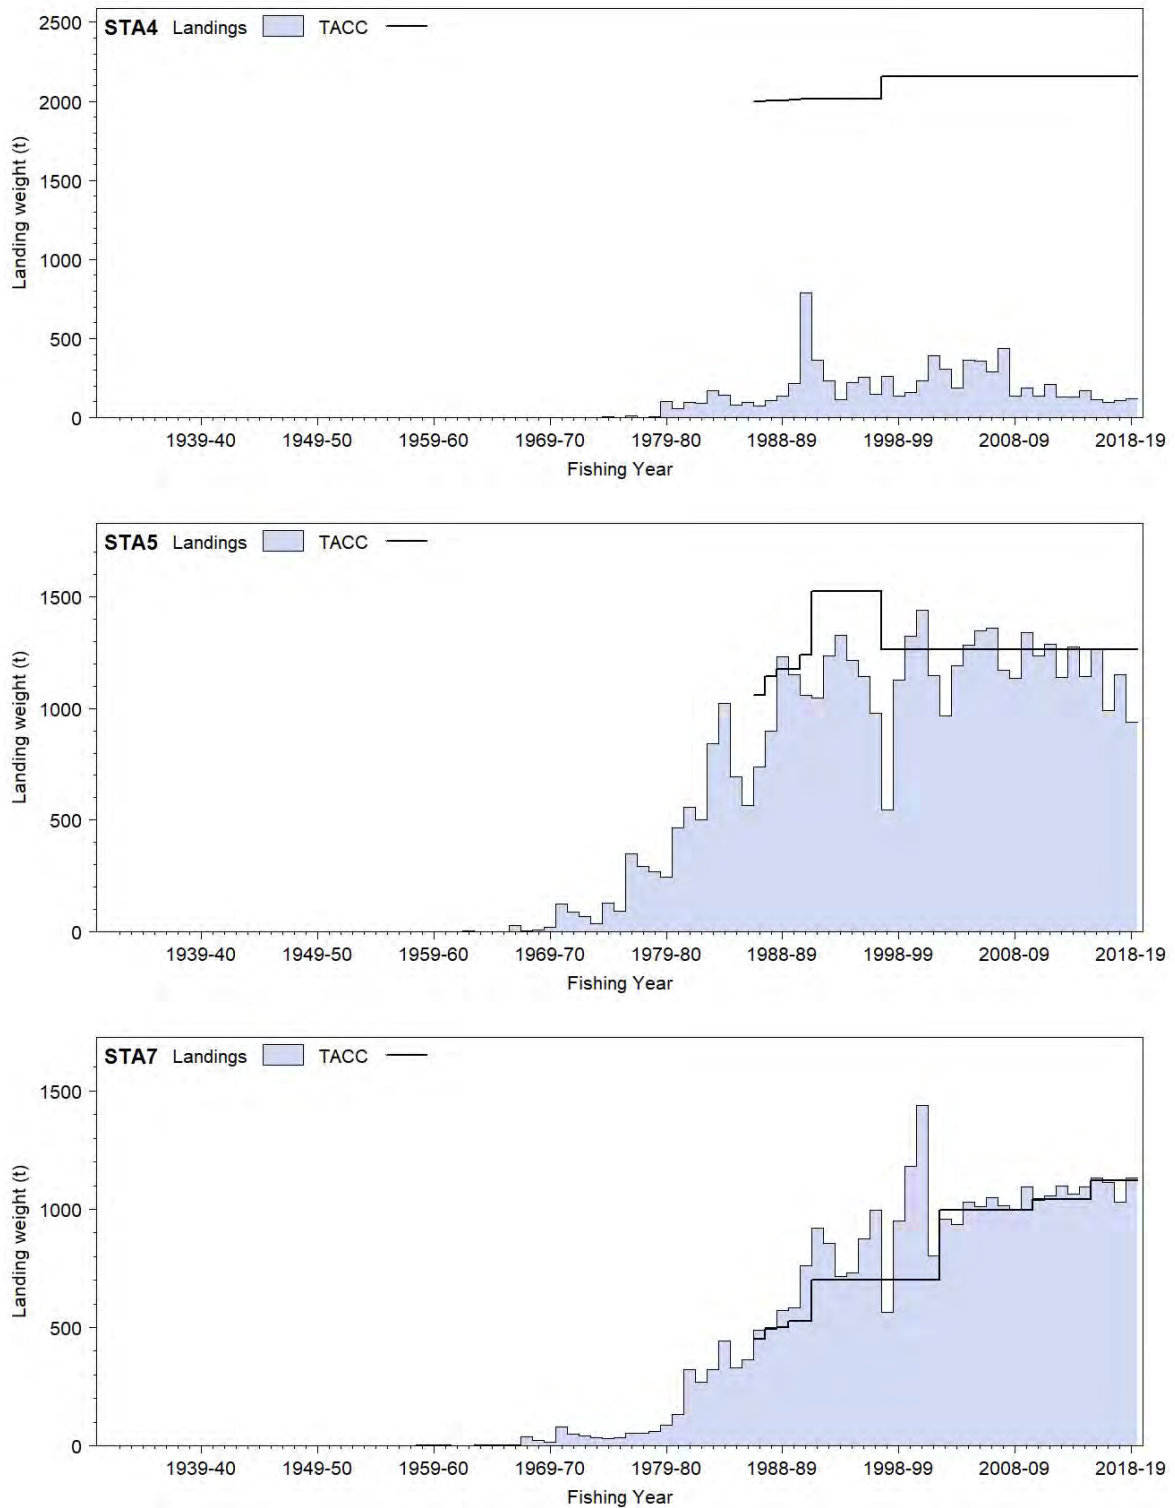 STA4 Landings TACC
2500
2000
1500
1000
500
0
Landing weight (t)
1939-40 1949-50 1959-60 1969-70 1979-80 1988-89 1998-99 2008-09 2018-19
Fishing Year
STA5 Landings TACC
1500
1000
500
0
Landing weight (t)
1939-40 1949-50 1959-60 1969-70 1979-80 1988-89 1998-99 2008-09 2018-19
Fishing Year
STA7 Landings TACC
1500
1000
500
0
Landing weight (t)
1939-40 1949-50 1959-60 1969-70 1979-80 1988-89 1998-99 2008-09 2018-19
Fishing Year